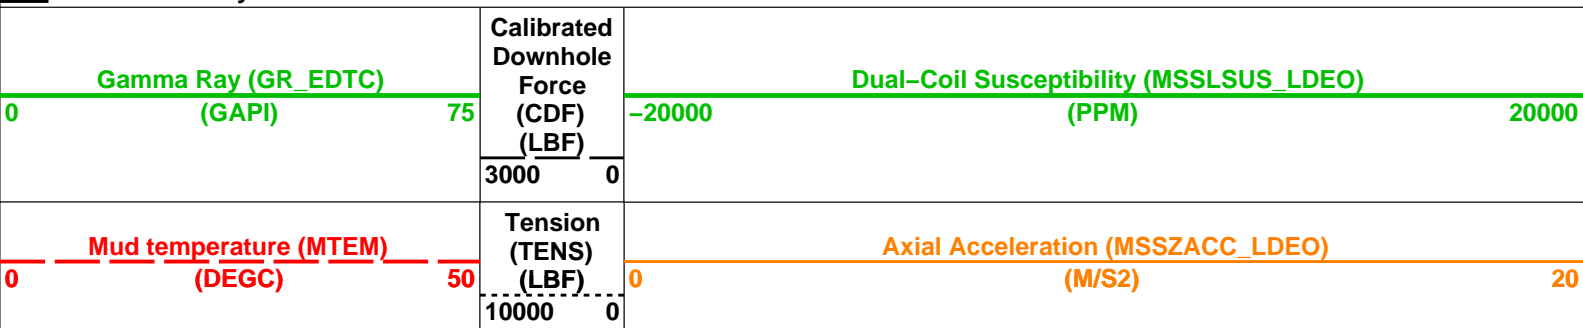 Calibrated
Downhole
Force
(CDF)
(LBF)
3000 0
Gamma Ray (GR_EDTC)
0 (GAPI) 75
Dual−Coil Susceptibility (MSSLSUS_LDEO)
−20000 (PPM) 20000
Mud temperature (MTEM)
0 (DEGC) 50
Tension
(TENS)
(LBF)
10000 0
Axial Acceleration (MSSZACC_LDEO)
0 (M/S2) 20